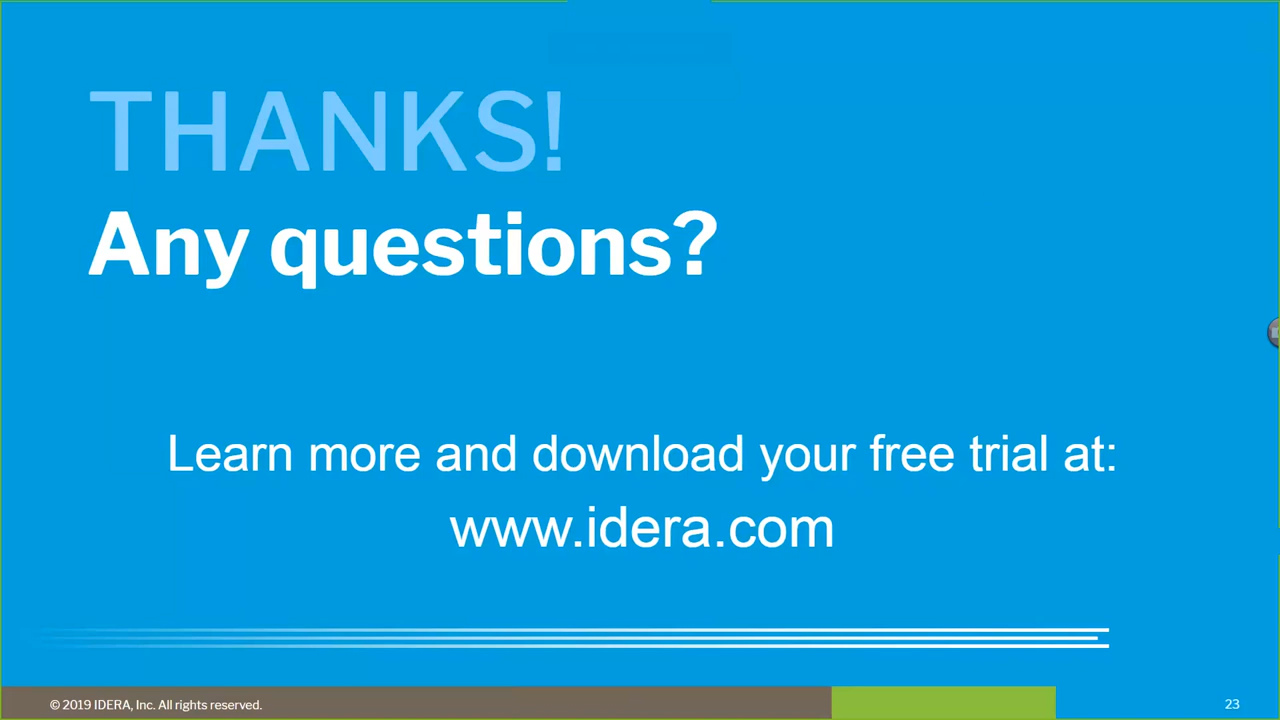 THANKS!
Any questions?
Learn more and download your free trial at:
www.idera.com
© 2019 IDERA, Inc. All rights reserved.
23